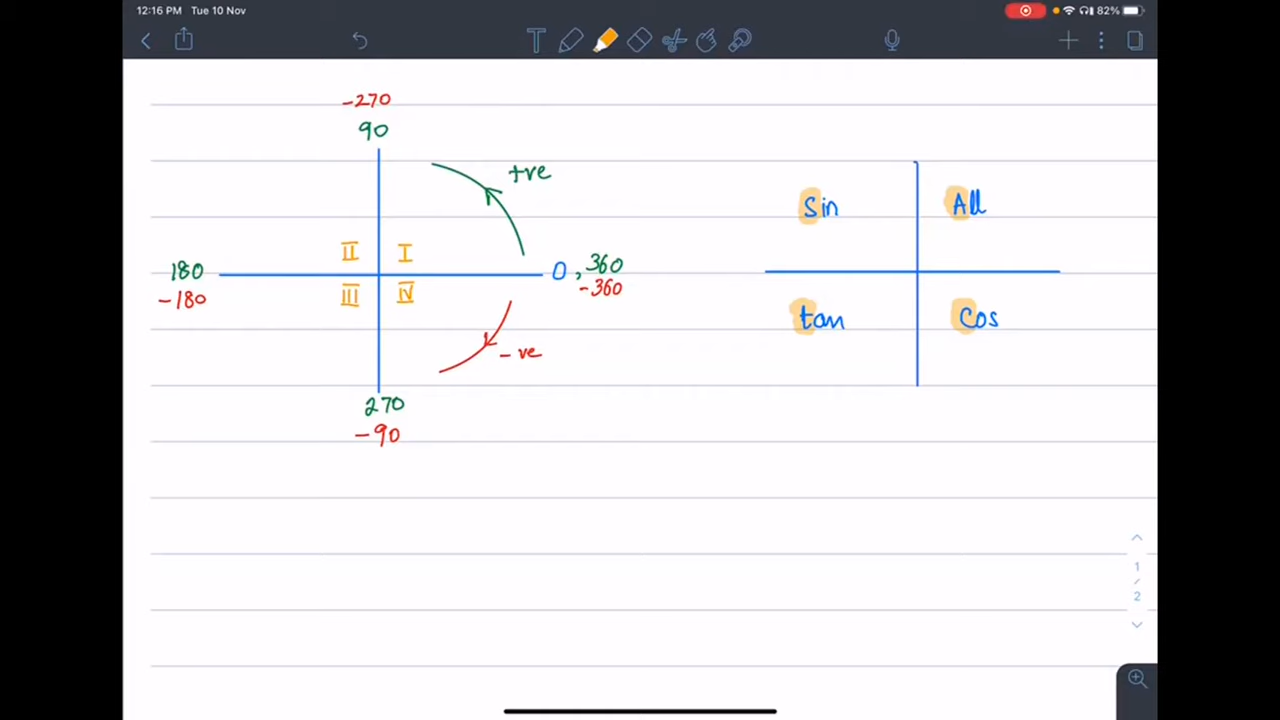 12:16 PM Tue 10 Nov
82%
T
-270
90
+ve
II I
180
-180
0, 360
-360
III IV
- ve
270
-90
Sin All
tan Cos
1
/
2